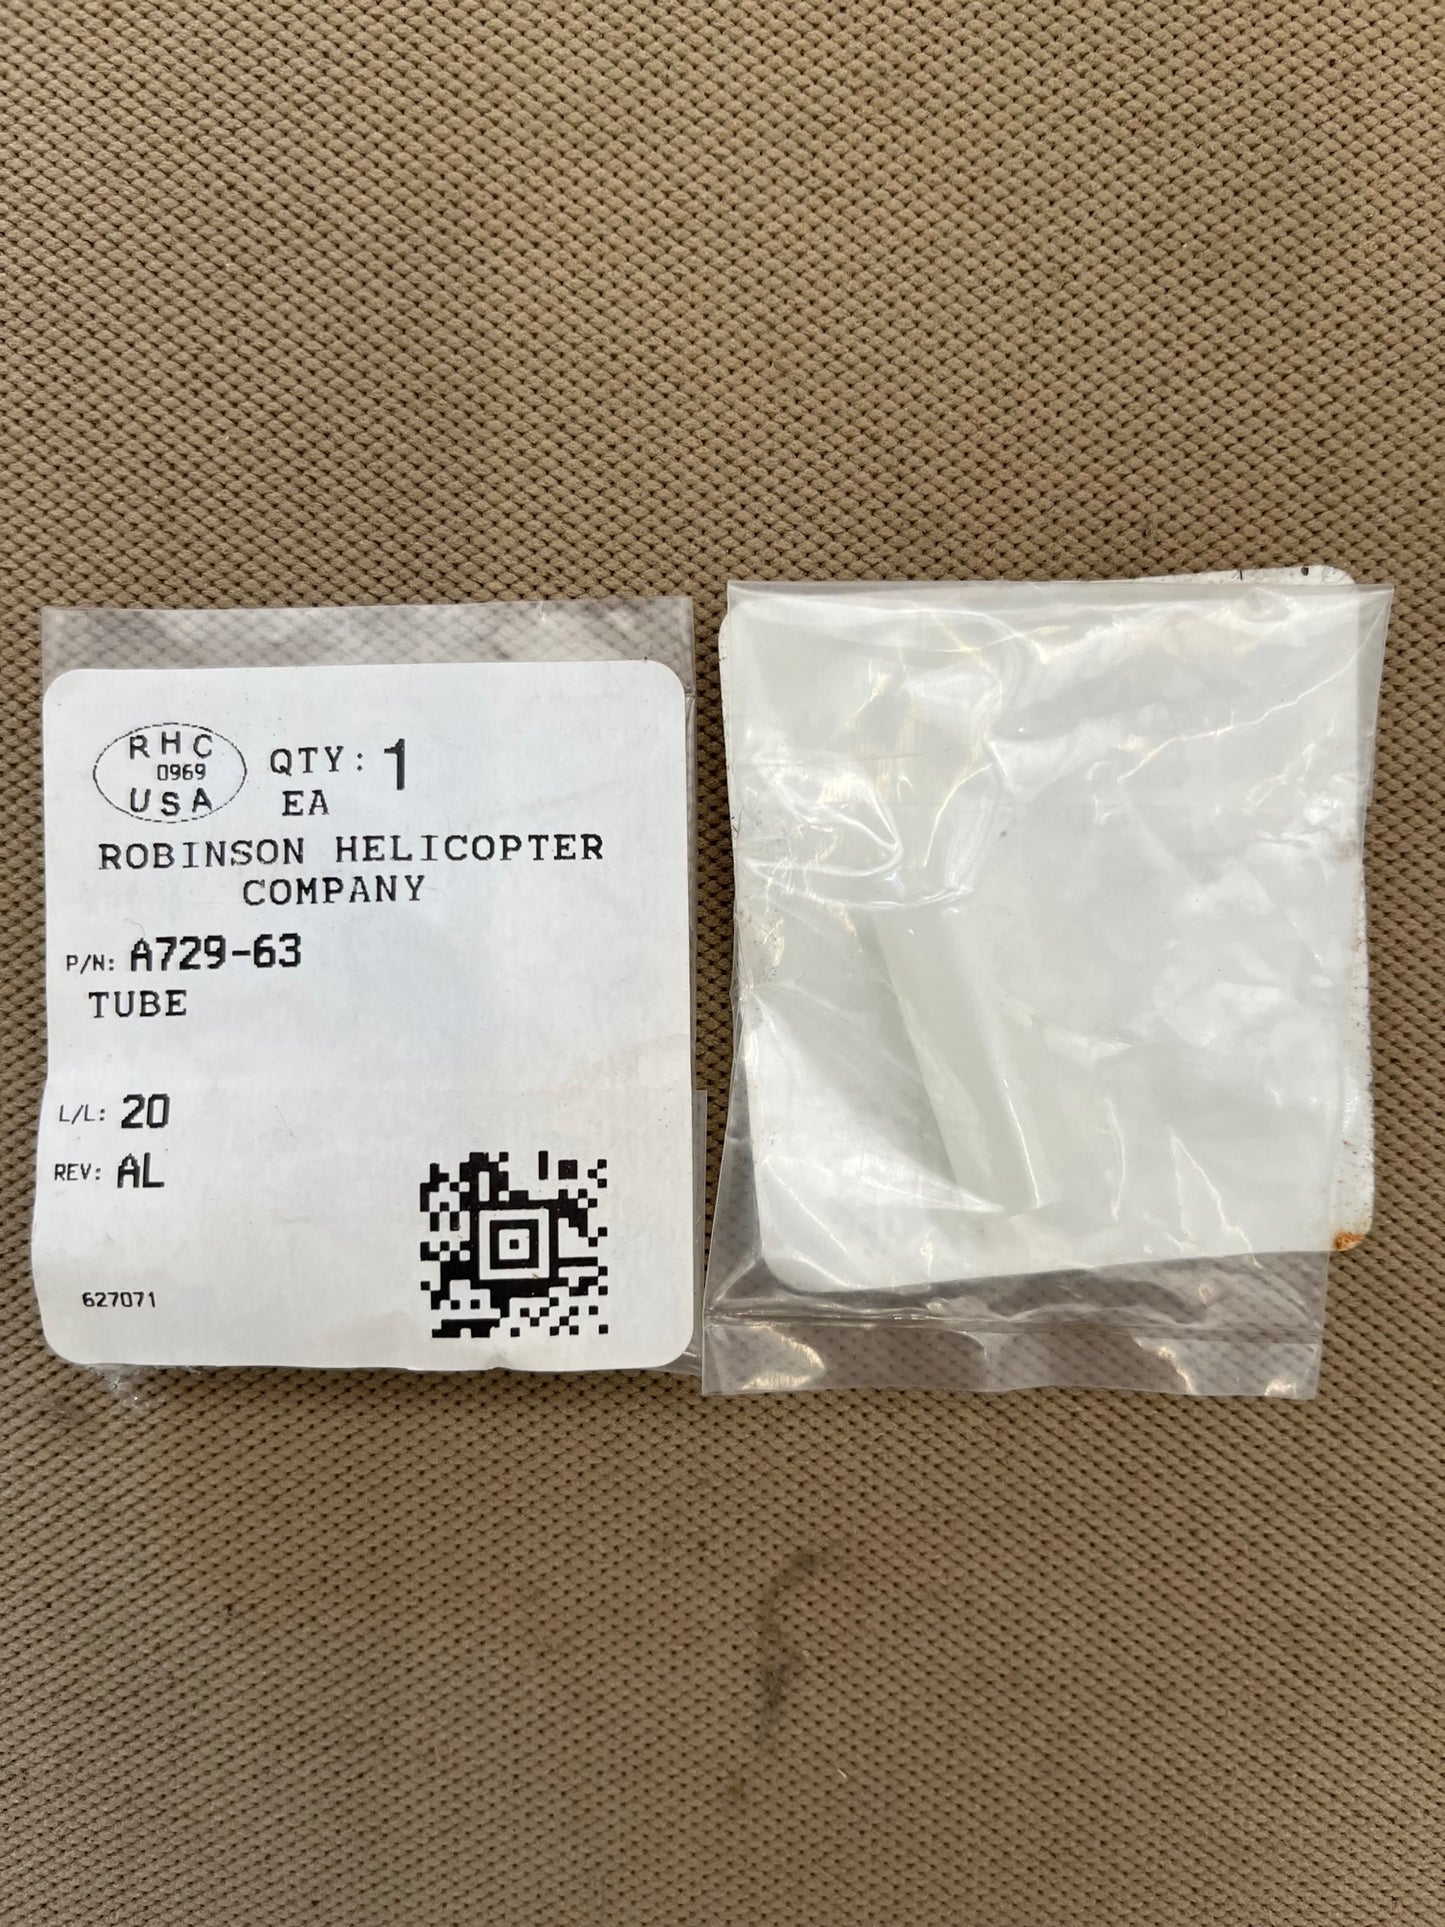 RHC
0969
USA
QTY: 1
EA
ROBINSON HELICOPTER
COMPANY
P/N: A729-63
TUBE
L/L: 20
REV: AL
627071